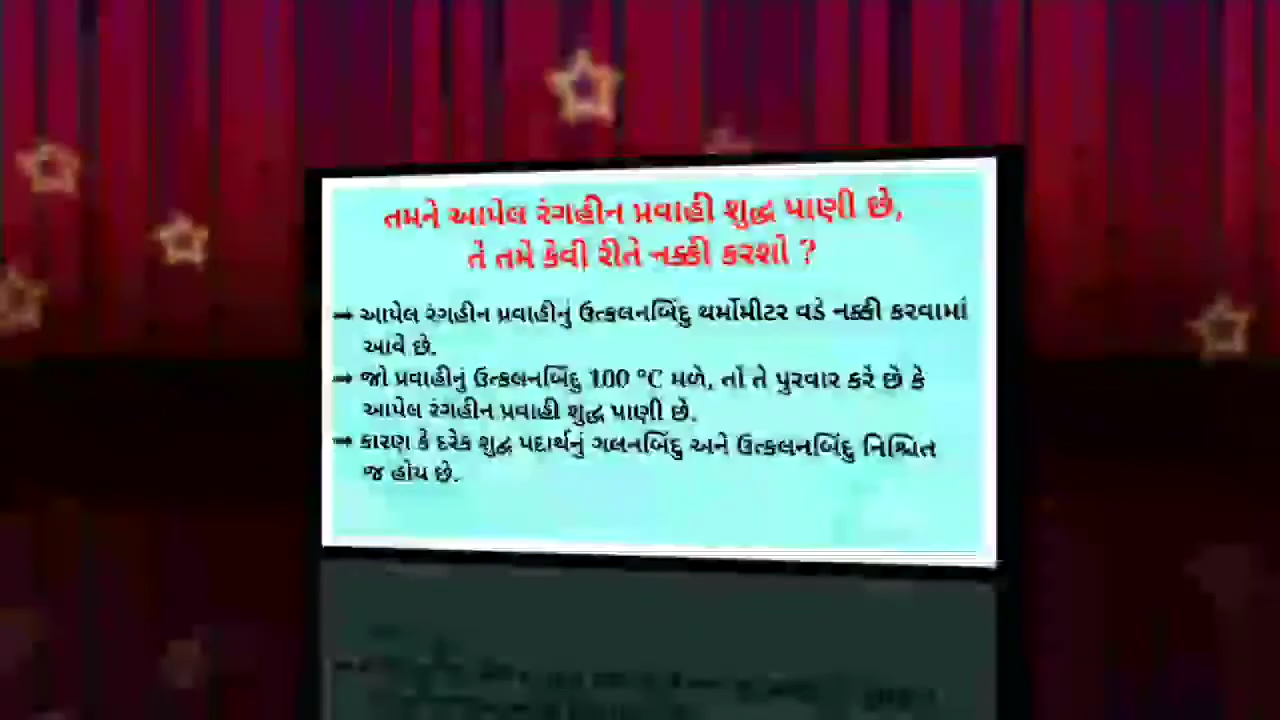 તમને આપેલ રંગહીન પ્રવાહી શુદ્ધ પાણી છે,
તે તમે કેવી રીતે નક્કી કરશો ?
➞ આપેલ રંગહીન પ્રવાહીનું ઉત્કલનબિંદુ થર્મોમીટર વડે નક્કી કરવામાં
આવે છે.
➞ જો પ્રવાહીનું ઉત્કલનબિંદુ 100 °C મળે, તો તે પુરવાર કરે છે કે
આપેલ રંગહીન પ્રવાહી શુદ્ધ પાણી છે.
➞ કારણ કે દરેક શુદ્ધ પદાર્થનું ગલનબિંદુ અને ઉત્કલનબિંદુ નિશ્ચિત
જ હોય છે.